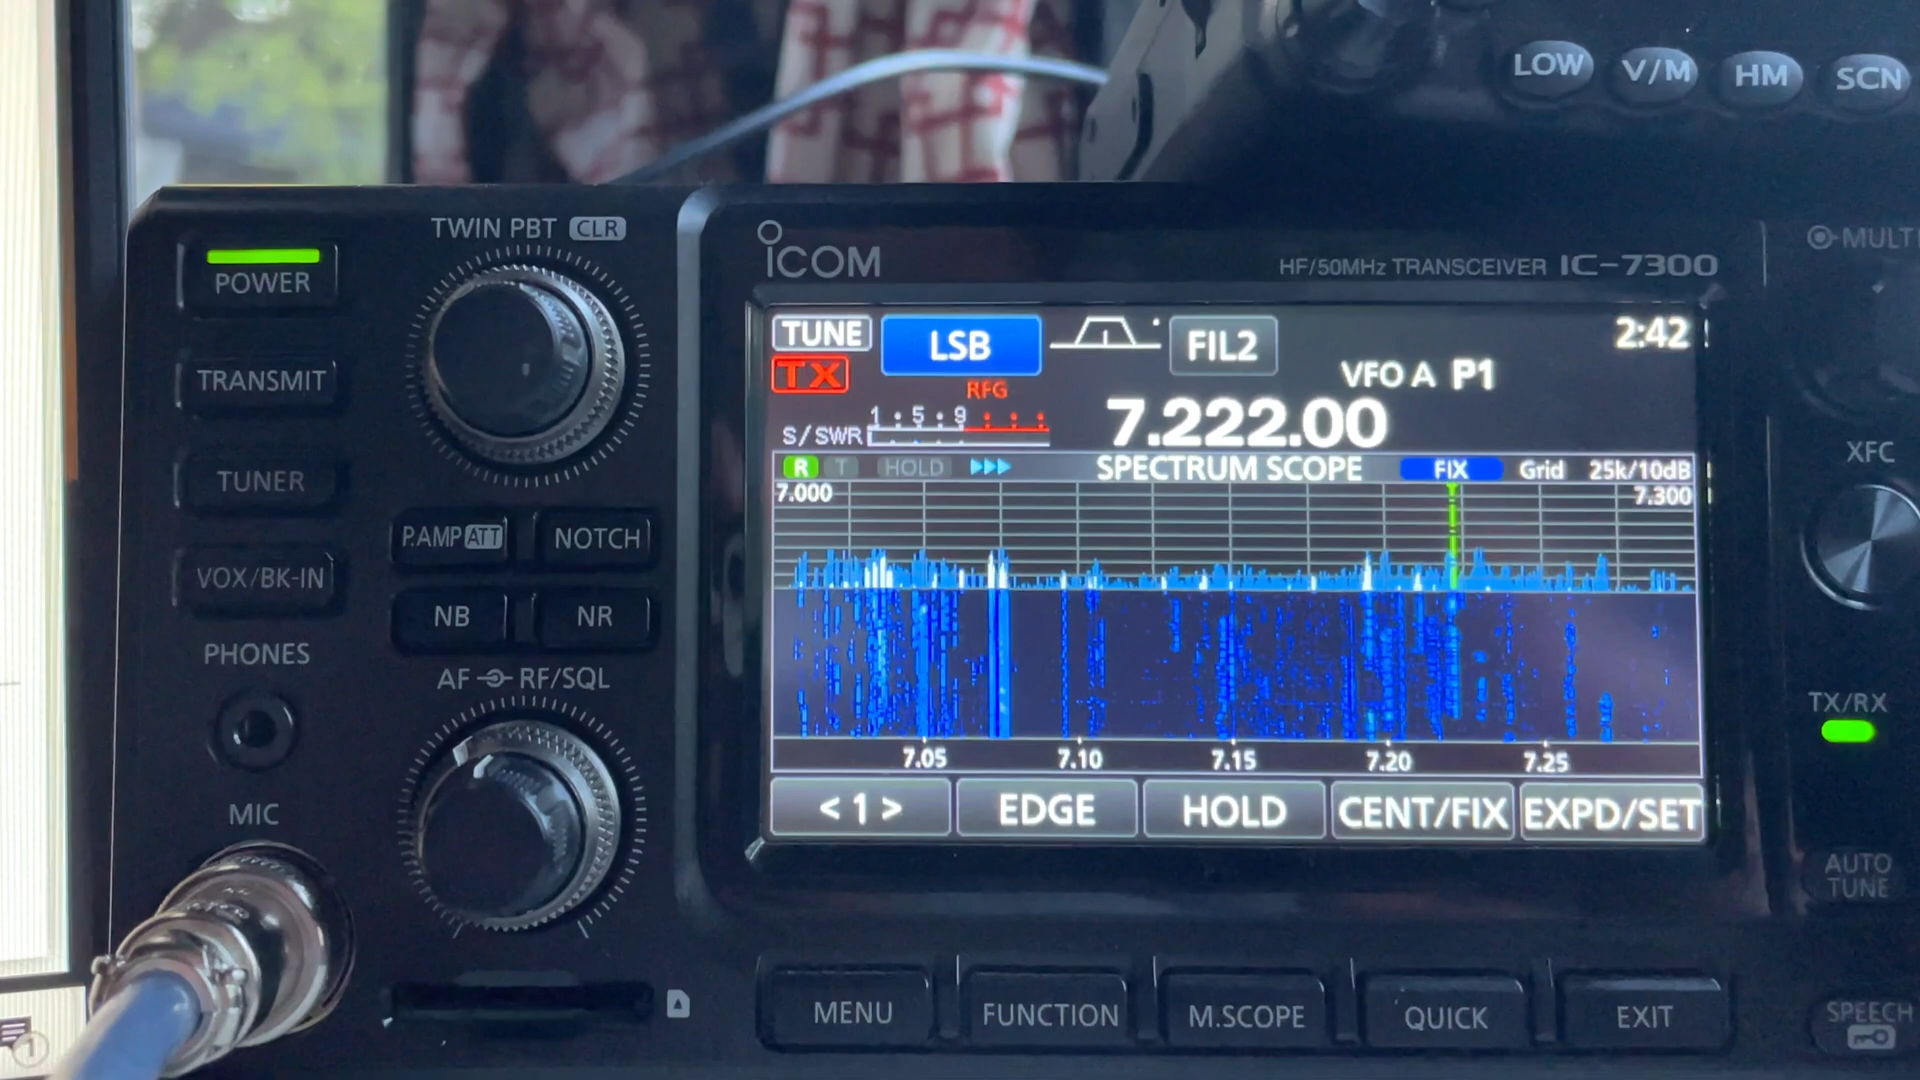 LOW V/M HM SCN
TWIN PBT CLR
POWER
TRANSMIT
TUNER
VOX/BK-IN
P.AMP ATT NOTCH
NB NR
PHONES
AF RF/SQL
MIC
ICOM
HF/50MHz TRANSCEIVER IC-7300
TUNE LSB FIL2 2:42
TX VFO A P1
RFG
1 5 9
S/SWR
7.222.00
R T HOLD SPECTRUM SCOPE FIX Grid 25k/10dB
7.000 7.300
7.05 7.10 7.15 7.20 7.25
< 1 > EDGE HOLD CENT/FIX EXPD/SET
MENU FUNCTION M.SCOPE QUICK EXIT
MULTI
XFC
TX/RX
AUTO
TUNE
SPEECH
1